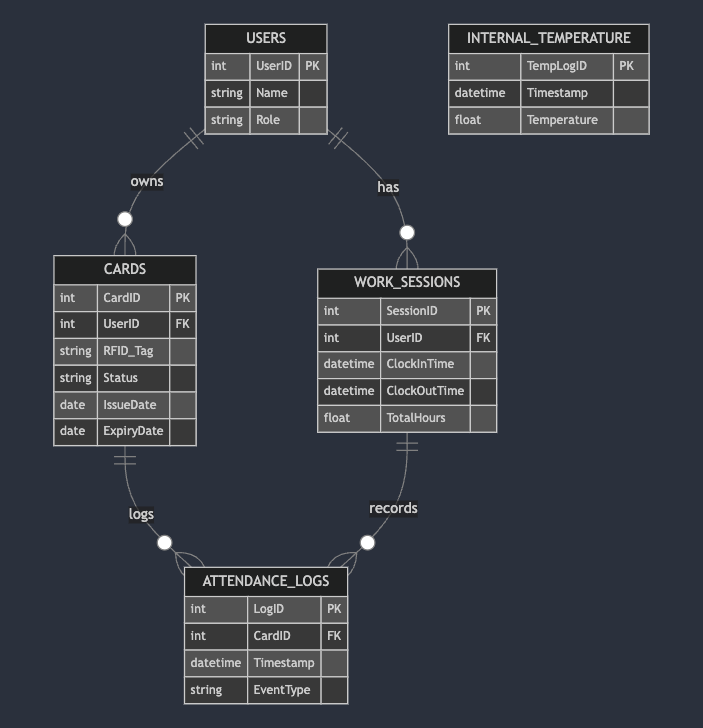 USERS
int UserID PK
string Name
string Role
INTERNAL_TEMPERATURE
int TempLogID PK
datetime Timestamp
float Temperature
owns
has
CARDS
int CardID PK
int UserID FK
string RFID_Tag
string Status
date IssueDate
date ExpiryDate
WORK_SESSIONS
int SessionID PK
int UserID FK
datetime ClockInTime
datetime ClockOutTime
float TotalHours
logs
records
ATTENDANCE_LOGS
int LogID PK
int CardID FK
datetime Timestamp
string EventType